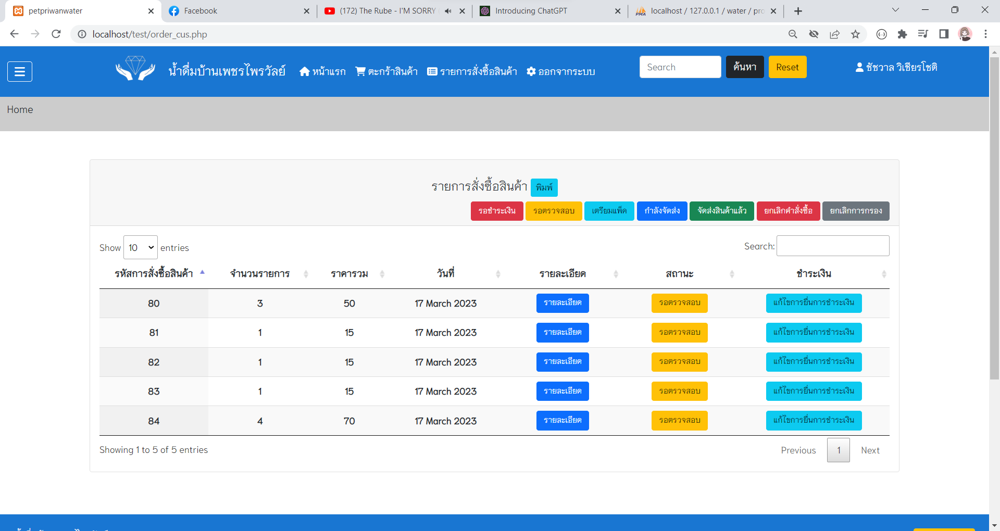 petpriwanwater
Facebook
(172) The Rube - I'M SORRY
Introducing ChatGPT
localhost / 127.0.0.1 / water / pro
localhost/test/order_cus.php
น้ำดื่มบ้านเพชรไพรวัลย์ หน้าแรก ตะกร้าสินค้า รายการสั่งซื้อสินค้า ออกจากระบบ Search ค้นหา Reset ชัชวาล วิเชียรโชติ
Home
รายการสั่งซื้อสินค้า พิมพ์
รอชำระเงิน รอตรวจสอบ เตรียมแพ็ค กำลังจัดส่ง จัดส่งสินค้าแล้ว ยกเลิกคำสั่งซื้อ ยกเลิกการกรอง
Show 10 entries Search:
รหัสการสั่งซื้อสินค้า จำนวนรายการ ราคารวม วันที่ รายละเอียด สถานะ ชำระเงิน
80 3 50 17 March 2023 รายละเอียด รอตรวจสอบ แก้ไขการยื่นการชำระเงิน
81 1 15 17 March 2023 รายละเอียด รอตรวจสอบ แก้ไขการยื่นการชำระเงิน
82 1 15 17 March 2023 รายละเอียด รอตรวจสอบ แก้ไขการยื่นการชำระเงิน
83 1 15 17 March 2023 รายละเอียด รอตรวจสอบ แก้ไขการยื่นการชำระเงิน
84 4 70 17 March 2023 รายละเอียด รอตรวจสอบ แก้ไขการยื่นการชำระเงิน
Showing 1 to 5 of 5 entries Previous 1 Next